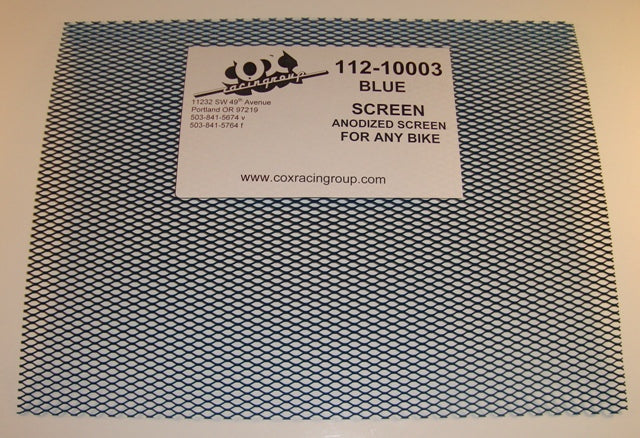 COX
racingroup
11232 SW 49th Avenue
Portland OR 97219
503-841-5674 v
503-841-5764 f
112-10003
BLUE
SCREEN
ANODIZED SCREEN
FOR ANY BIKE
www.coxracingroup.com